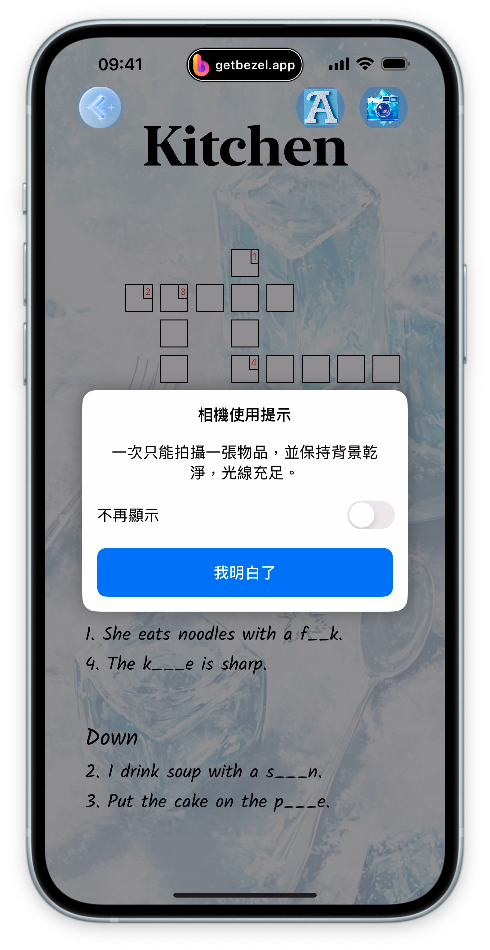 09:41
getbezel.app
A
Kitchen
1
2 3
4
相機使用提示
一次只能拍攝一張物品，並保持背景乾
淨，光線充足。
不再顯示
我明白了
1. She eats noodles with a f__k.
4. The k___e is sharp.
Down
2. I drink soup with a s___n.
3. Put the cake on the p___e.